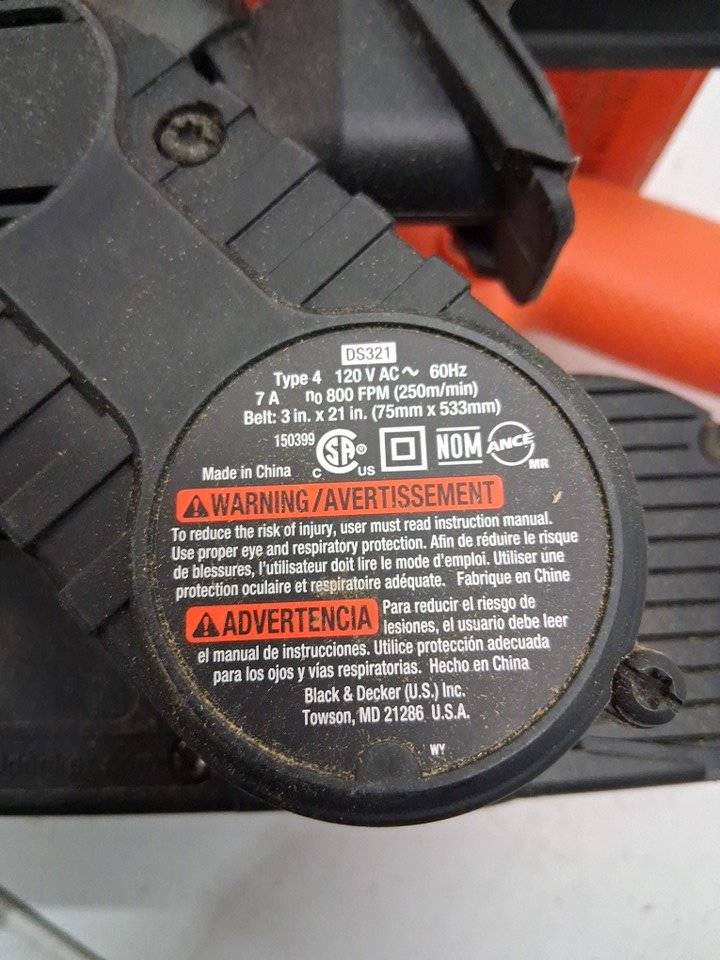 DS321
Type 4 120 V AC ~ 60Hz
7 A n₀ 800 FPM (250m/min)
Belt: 3 in. x 21 in. (75mm x 533mm)
150399 C SA ® US NOM ANCE MR
Made in China
WARNING/AVERTISSEMENT
To reduce the risk of injury, user must read instruction manual.
Use proper eye and respiratory protection. Afin de réduire le risque
de blessures, l'utilisateur doit lire le mode d'emploi. Utiliser une
protection oculaire et respiratoire adéquate. Fabrique en Chine
ADVERTENCIA Para reducir el riesgo de
lesiones, el usuario debe leer
el manual de instrucciones. Utilice protección adecuada
para los ojos y vías respiratorias. Hecho en China
Black & Decker (U.S.) Inc.
Towson, MD 21286 U.S.A.
WY